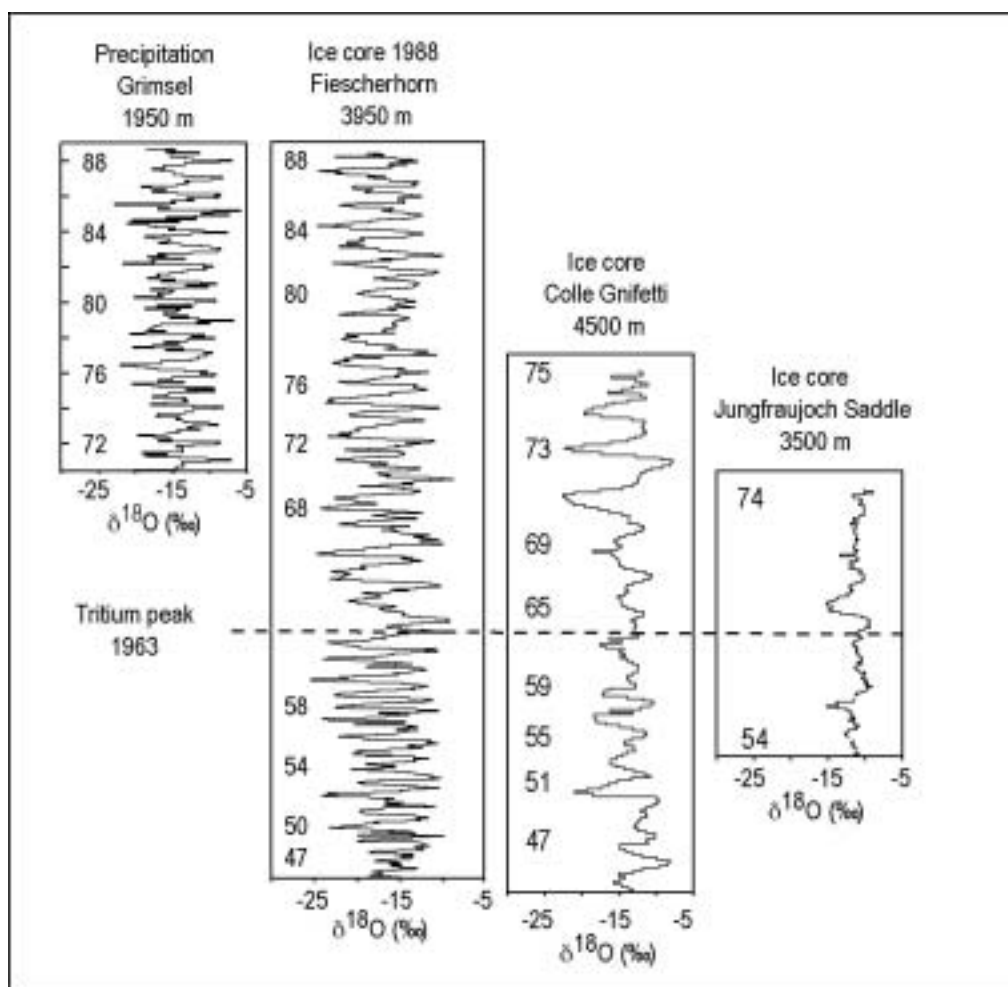 Precipitation
Grimsel
1950 m
88
84
80
76
72
-25 -15 -5
δ18O (‰)
Ice core 1988
Fiescherhorn
3950 m
88
84
80
76
72
68
58
54
50
47
-25 -15 -5
δ18O (‰)
Ice core
Colle Gnifetti
4500 m
75
73
69
65
59
55
51
47
-25 -15 -5
δ18O (‰)
Ice core
Jungfraujoch Saddle
3500 m
74
54
-25 -15 -5
δ18O (‰)
Tritium peak
1963